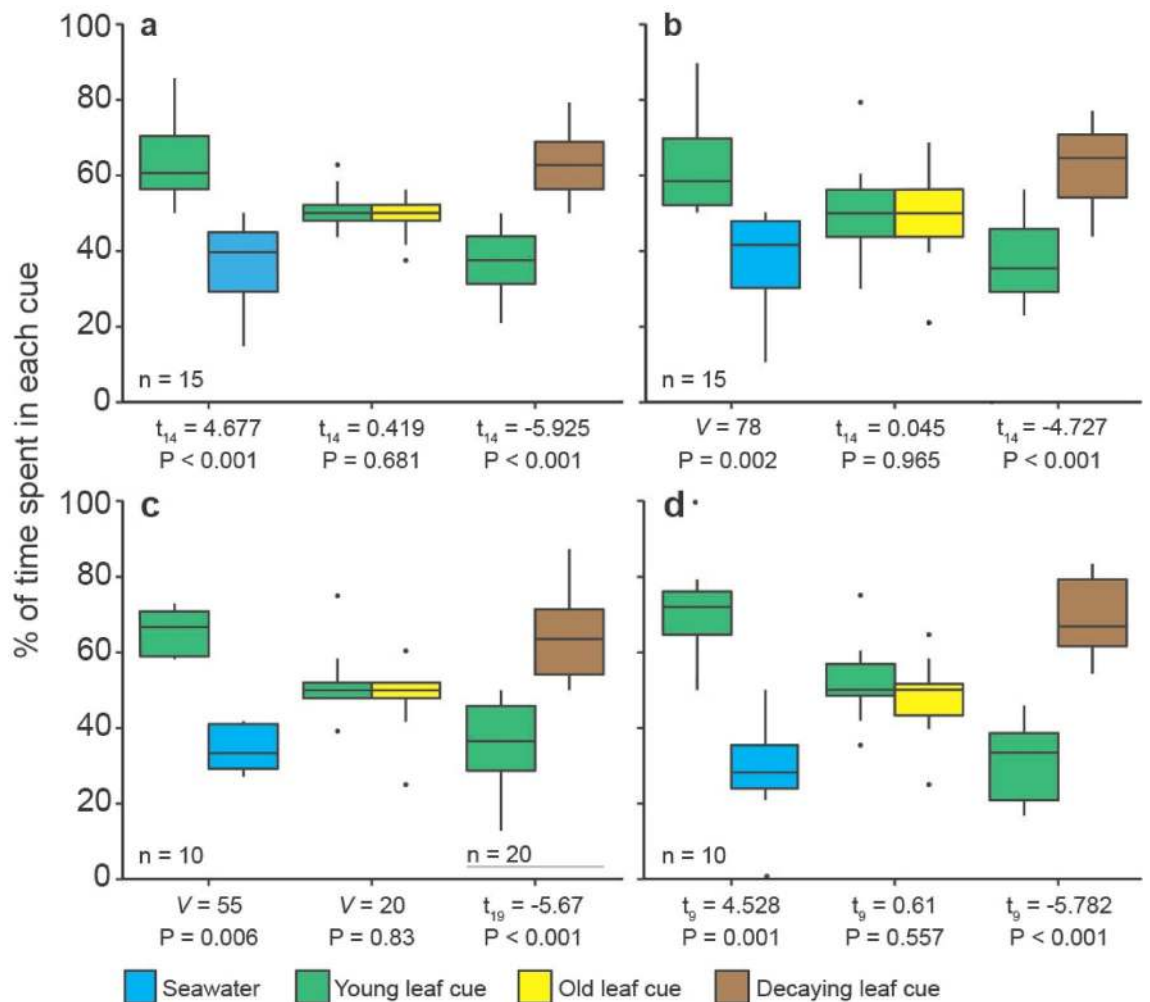 % of time spent in each cue
100
80
60
40
20
0
a
n = 15
t14 = 4.677
P < 0.001
t14 = 0.419
P = 0.681
t14 = -5.925
P < 0.001
b
n = 15
V = 78
P = 0.002
t14 = 0.045
P = 0.965
t14 = -4.727
P < 0.001
100
80
60
40
20
0
c
n = 10
n = 20
V = 55
P = 0.006
V = 20
P = 0.83
t19 = -5.67
P < 0.001
d
n = 10
t9 = 4.528
P = 0.001
t9 = 0.61
P = 0.557
t9 = -5.782
P < 0.001
Seawater
Young leaf cue
Old leaf cue
Decaying leaf cue